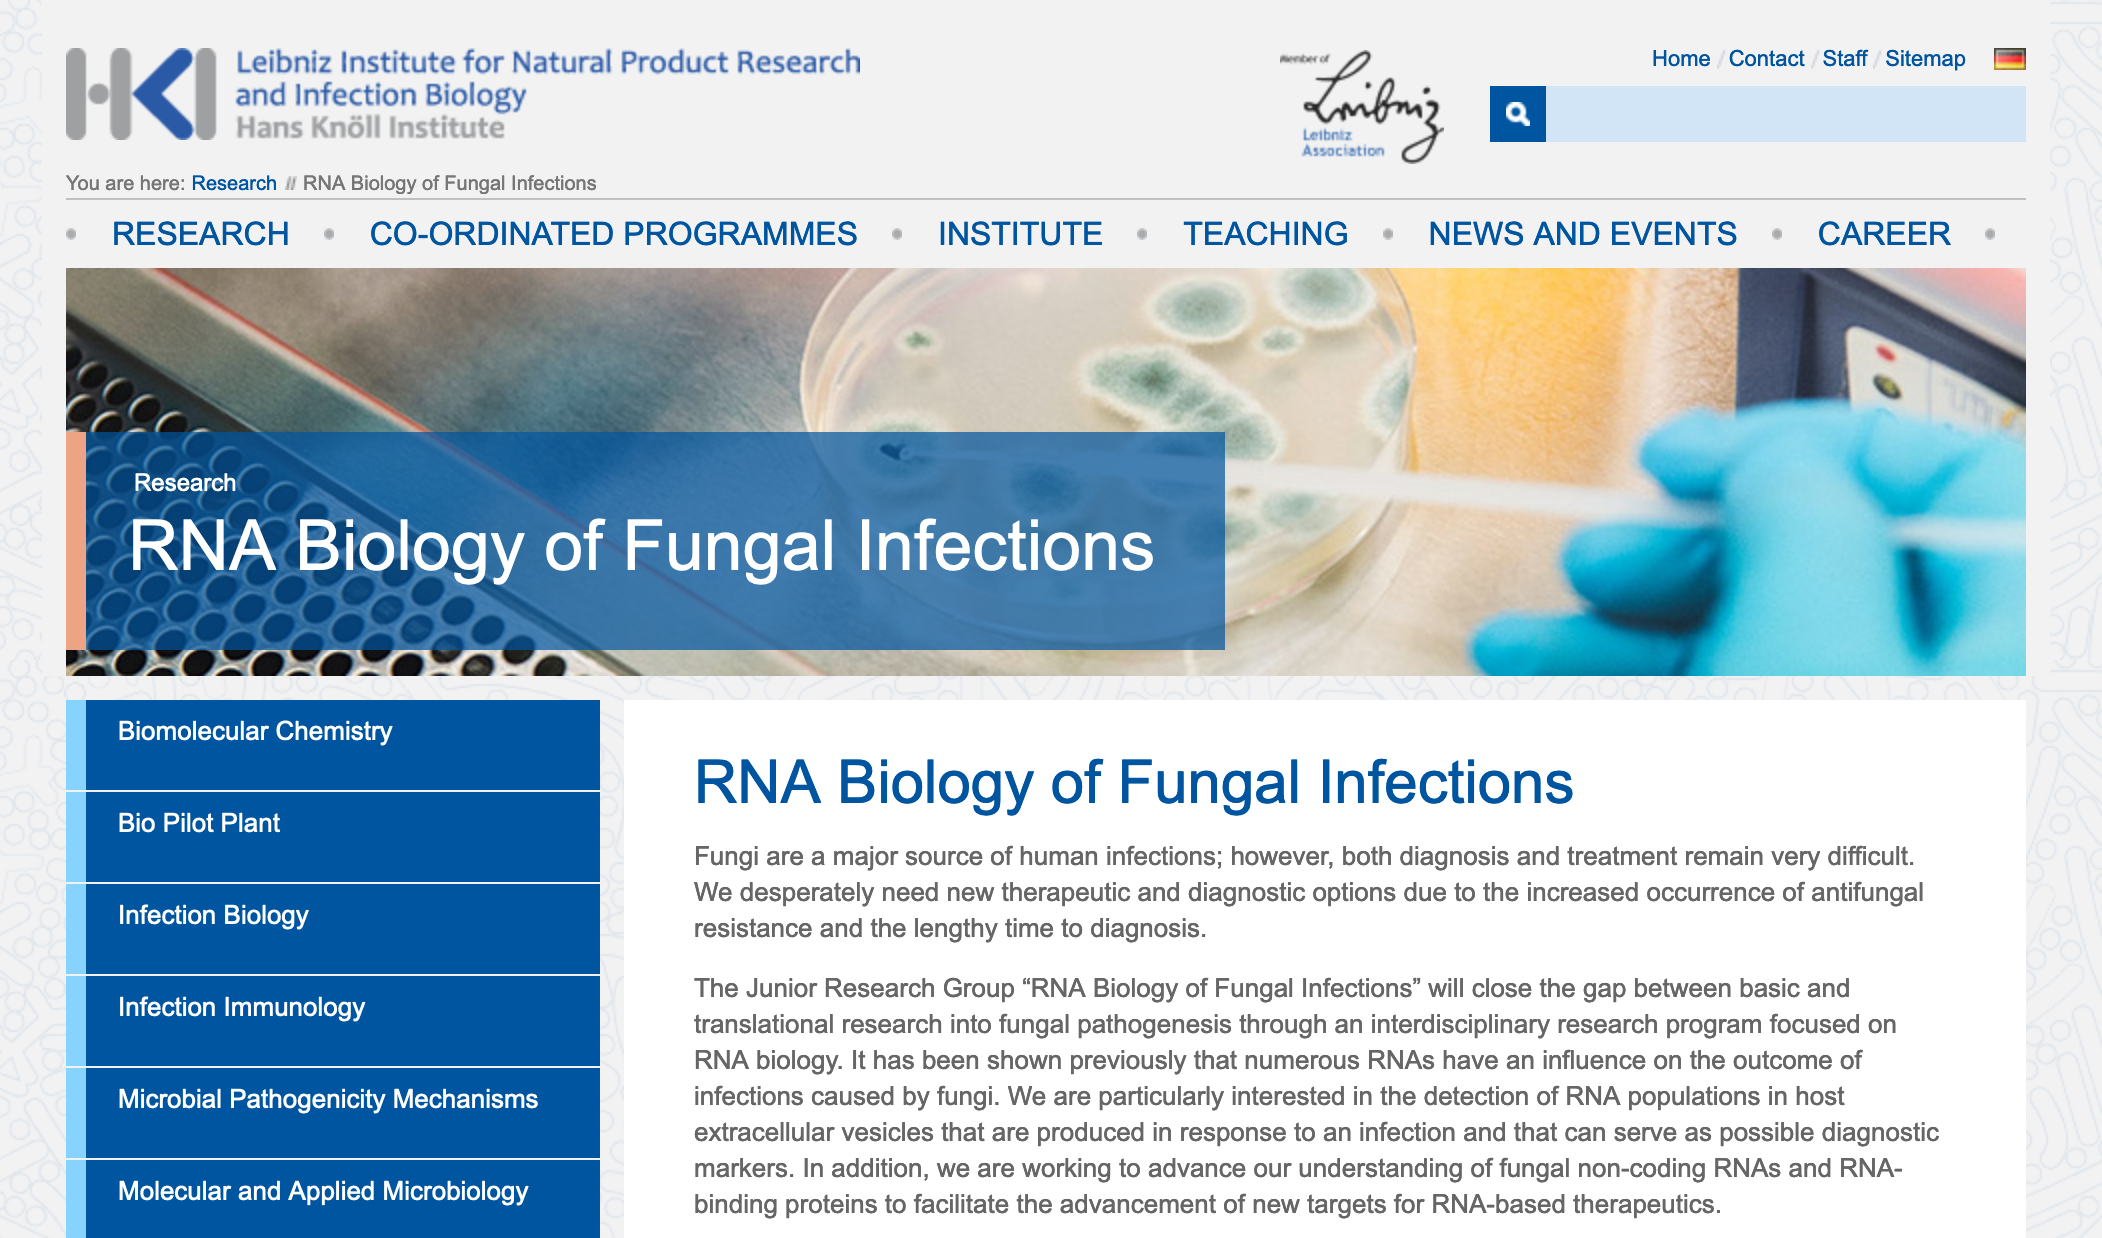 HKI
Leibniz Institute for Natural Product Research
and Infection Biology
Hans Knöll Institute
Member of
Leibniz
Leibniz
Association
Home / Contact / Staff / Sitemap
You are here: Research // RNA Biology of Fungal Infections
RESEARCH • CO-ORDINATED PROGRAMMES • INSTITUTE • TEACHING • NEWS AND EVENTS • CAREER
Research
RNA Biology of Fungal Infections
Biomolecular Chemistry
Bio Pilot Plant
Infection Biology
Infection Immunology
Microbial Pathogenicity Mechanisms
Molecular and Applied Microbiology
RNA Biology of Fungal Infections
Fungi are a major source of human infections; however, both diagnosis and treatment remain very difficult.
We desperately need new therapeutic and diagnostic options due to the increased occurrence of antifungal
resistance and the lengthy time to diagnosis.
The Junior Research Group “RNA Biology of Fungal Infections” will close the gap between basic and
translational research into fungal pathogenesis through an interdisciplinary research program focused on
RNA biology. It has been shown previously that numerous RNAs have an influence on the outcome of
infections caused by fungi. We are particularly interested in the detection of RNA populations in host
extracellular vesicles that are produced in response to an infection and that can serve as possible diagnostic
markers. In addition, we are working to advance our understanding of fungal non-coding RNAs and RNA-
binding proteins to facilitate the advancement of new targets for RNA-based therapeutics.